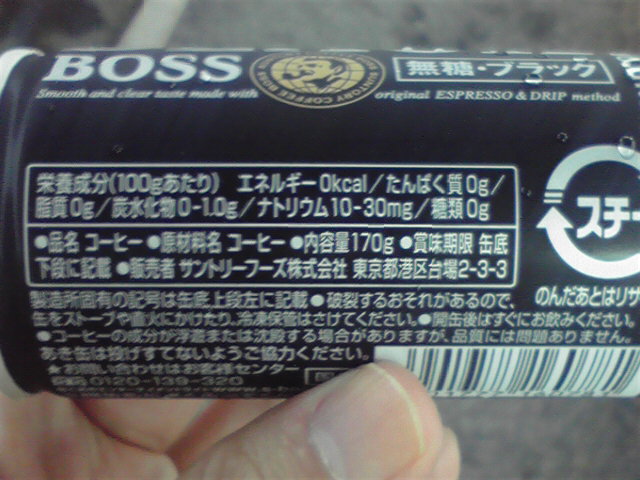 BOSS
無糖・ブラック
Smooth and clear taste made with
original ESPRESSO & DRIP method
栄養成分(100gあたり) エネルギー0kcal/たんぱく質0g/
脂質0g/炭水化物0-1.0g/ナトリウム10-30mg/糖類0g
●品名 コーヒー ●原材料名 コーヒー ●内容量170g ●賞味期限 缶底
下段に記載 ●販売者 サントリーフーズ株式会社 東京都港区台場2-3-3
製造所固有の記号は缶底上段左に記載 ●破裂するおそれがあるので、
缶をストーブや直火にかけたり、冷凍保管はさけてください。●開缶後はすぐにお飲みください。
●コーヒーの成分が浮遊または沈殿する場合がありますが、品質には問題ありません。
あき缶は投げすてないようご協力ください。
★お問い合わせはお客様センター
0120-139-320
スチ
のんだあとはリサ